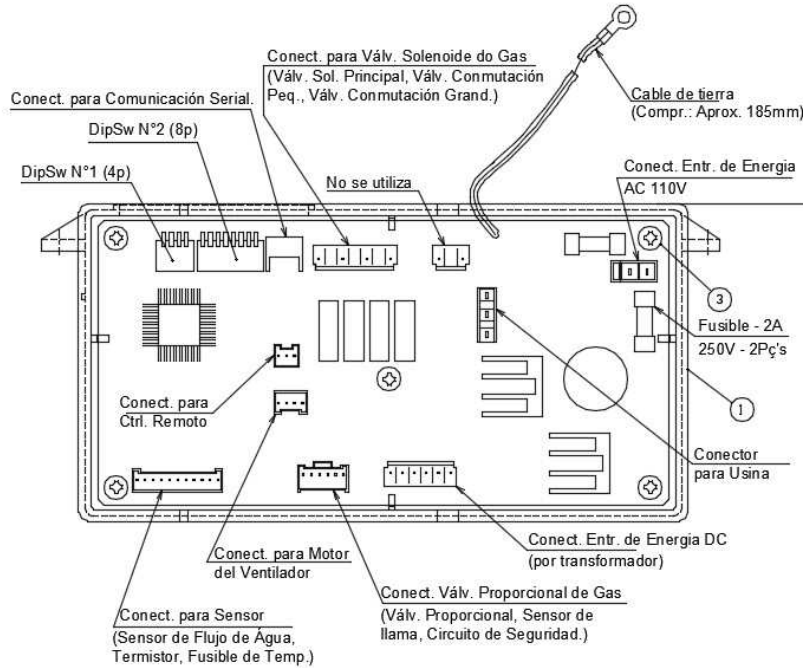 Conect. para Válv. Solenoide do Gas
(Válv. Sol. Principal, Válv. Conmutación
Peq., Válv. Conmutación Grand.)
Cable de tierra
(Compr.: Aprox. 185mm)
Conect. para Comunicación Serial.
DipSw N°2 (8p)
DipSw N°1 (4p)
No se utiliza
Conect. Entr. de Energia
AC 110V
3
Fusible - 2A
250V - 2Pç's
1
Conect. para
Ctrl. Remoto
Conector
para Usina
Conect. Entr. de Energia DC
(por transformador)
Conect. para Motor
del Ventilador
Conect. Válv. Proporcional de Gas
(Válv. Proporcional, Sensor de
llama, Circuito de Seguridad.)
Conect. para Sensor
(Sensor de Flujo de Água,
Termistor, Fusible de Temp.)